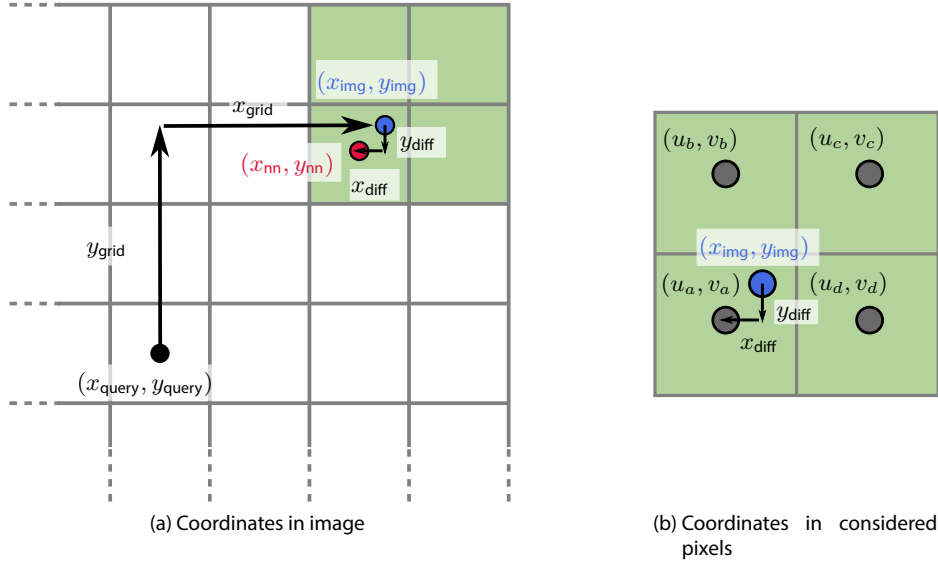 (x_img, y_img)
x_grid
y_diff
(x_nn, y_nn)
x_diff
y_grid
(x_query, y_query)
(a) Coordinates in image
(u_b, v_b) (u_c, v_c)
(x_img, y_img)
(u_a, v_a) (u_d, v_d)
y_diff
x_diff
(b) Coordinates in considered
pixels